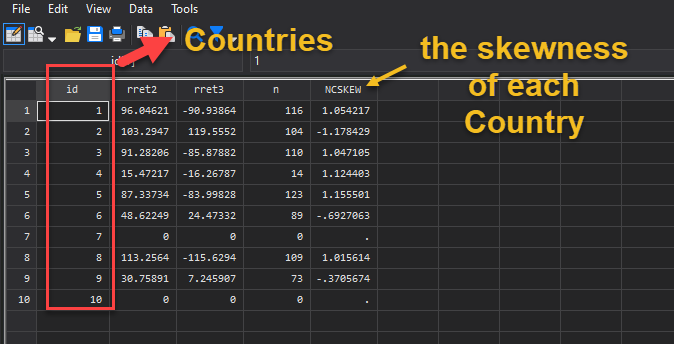 File Edit View Data Tools
Countries
id 1
the skewness
of each
Country
id rret2 rret3 n NCSKEW
1 1 96.04621 -90.93864 116 1.054217
2 2 103.2947 119.5552 104 -1.178429
3 3 91.28206 -85.87882 110 1.047105
4 4 15.47217 -16.26787 14 1.124403
5 5 87.33734 -83.99828 123 1.155501
6 6 48.62249 24.47332 89 -.6927063
7 7 0 0 0 .
8 8 113.2564 -115.6294 109 1.015614
9 9 30.75891 7.245907 73 -.3705674
10 10 0 0 0 .